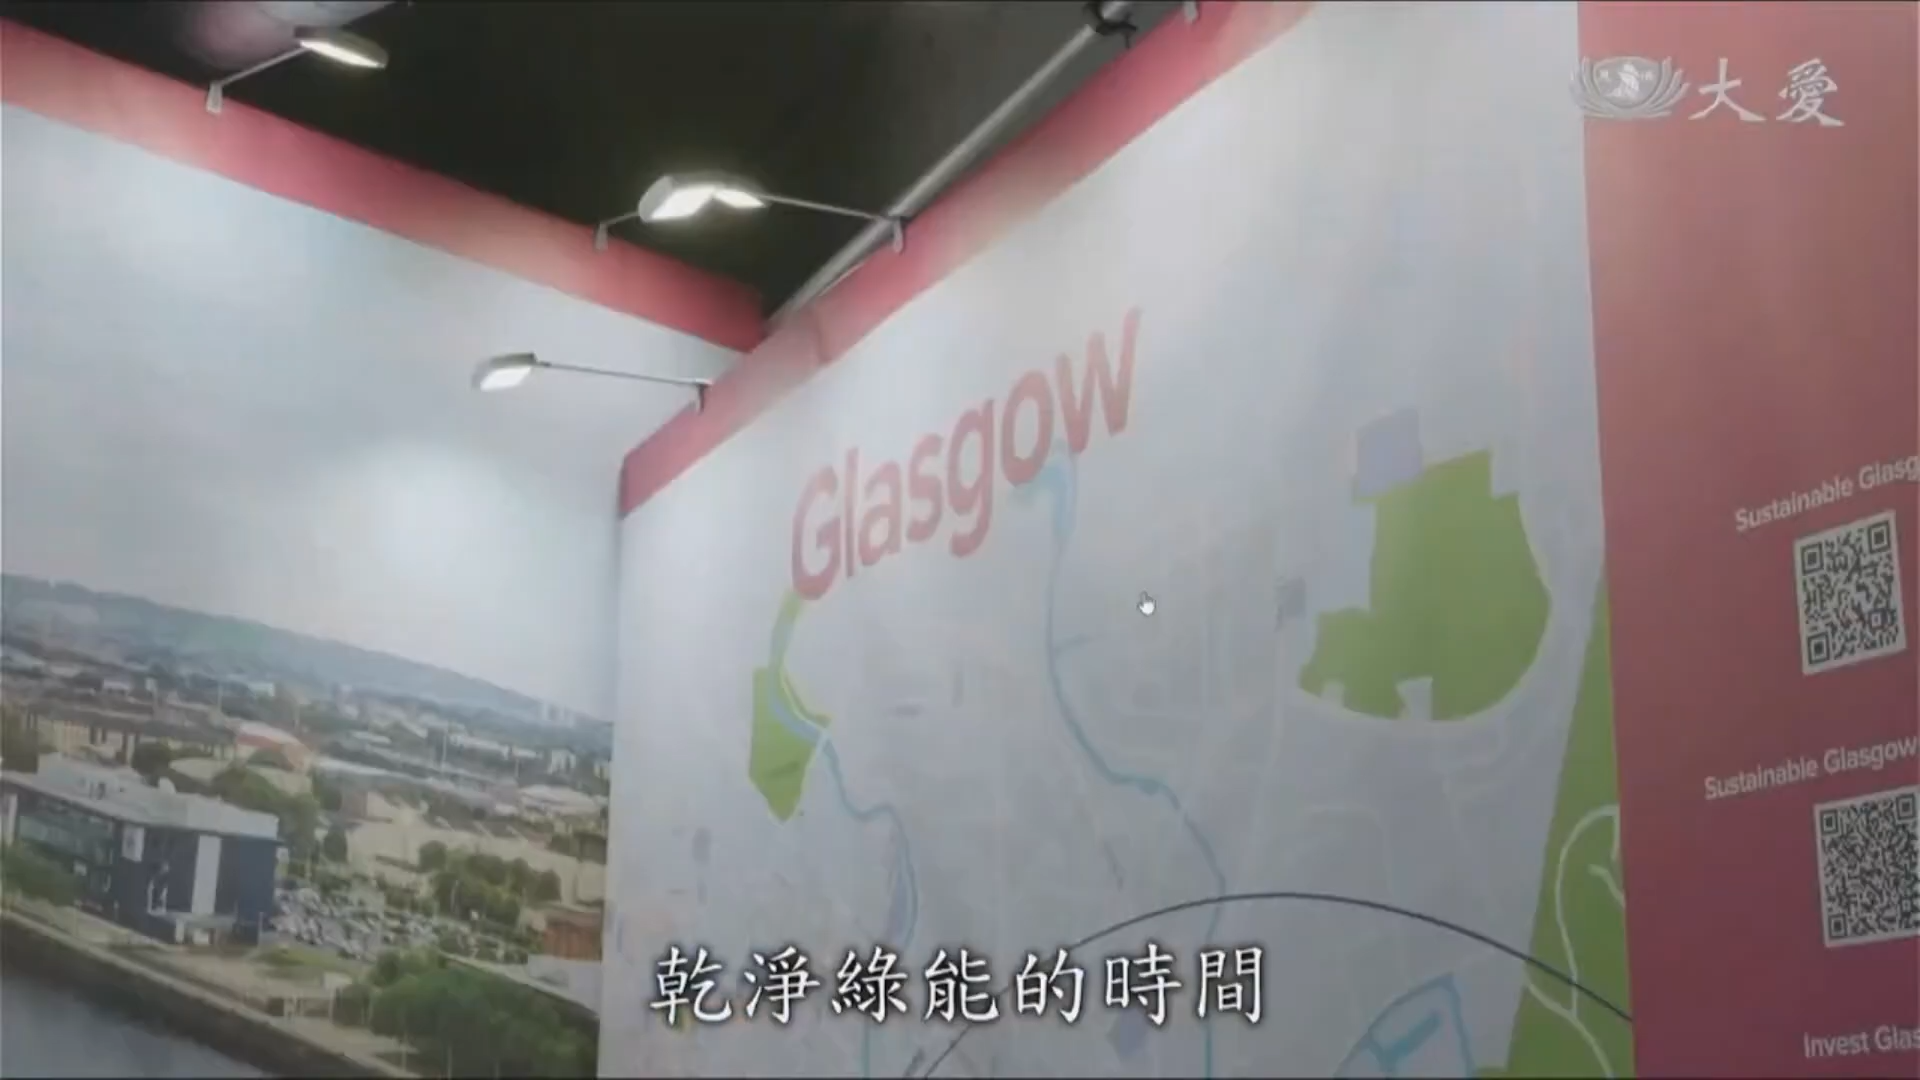 大愛
Glasgow
Sustainable Glasg
Sustainable Glasgow
Invest Glas
乾淨綠能的時間